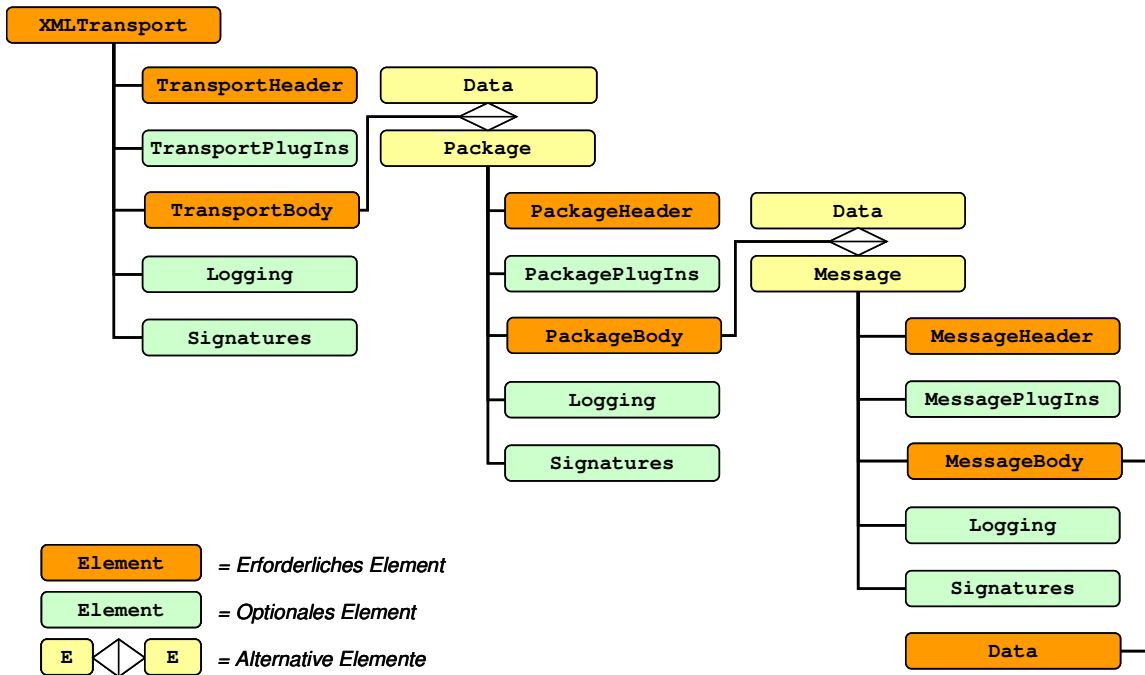 XMLTransport
TransportHeader
TransportPlugIns
TransportBody
Logging
Signatures
Data
Package
PackageHeader
PackagePlugIns
PackageBody
Logging
Signatures
Data
Message
MessageHeader
MessagePlugIns
MessageBody
Logging
Signatures
Data
Element = Erforderliches Element
Element = Optionales Element
E E = Alternative Elemente